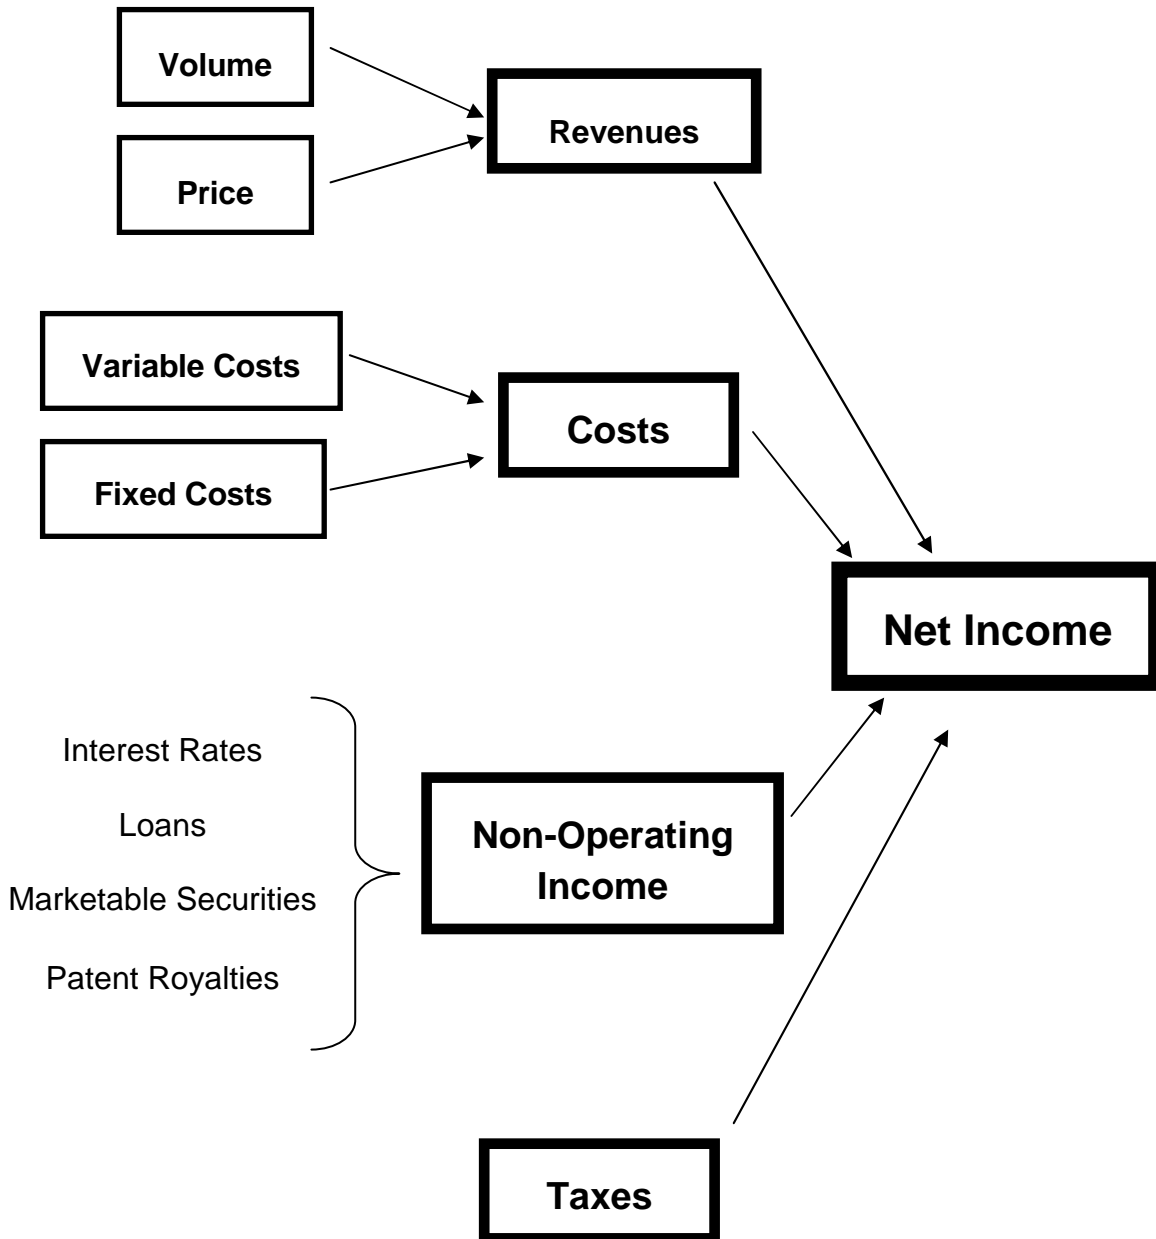 Volume
Revenues
Price
Variable Costs
Costs
Fixed Costs
Net Income
Interest Rates
Loans
Marketable Securities
Patent Royalties
Non-Operating
Income
Taxes